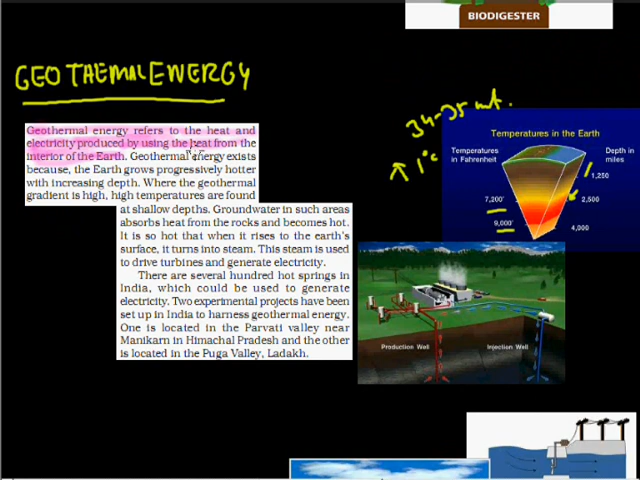 BIODIGESTER
GEOTHEMALENERGY
Geothermal energy refers to the heat and
electricity produced by using the heat from the
interior of the Earth. Geothermal energy exists
because, the Earth grows progressively hotter
with increasing depth. Where the geothermal
gradient is high, high temperatures are found
at shallow depths. Groundwater in such areas
absorbs heat from the rocks and becomes hot.
It is so hot that when it rises to the earth's
surface, it turns into steam. This steam is used
to drive turbines and generate electricity.
There are several hundred hot springs in
India, which could be used to generate
electricity. Two experimental projects have been
set up in India to harness geothermal energy.
One is located in the Parvati valley near
Manikarn in Himachal Pradesh and the other
is located in the Puga Valley, Ladakh.
34-35 mt.
↑ 1°c
Temperatures in the Earth
Temperatures
in Fahrenheit
Depth in
miles
1,250
7,200°
2,500
9,000°
4,000
Production Well
Injection Well